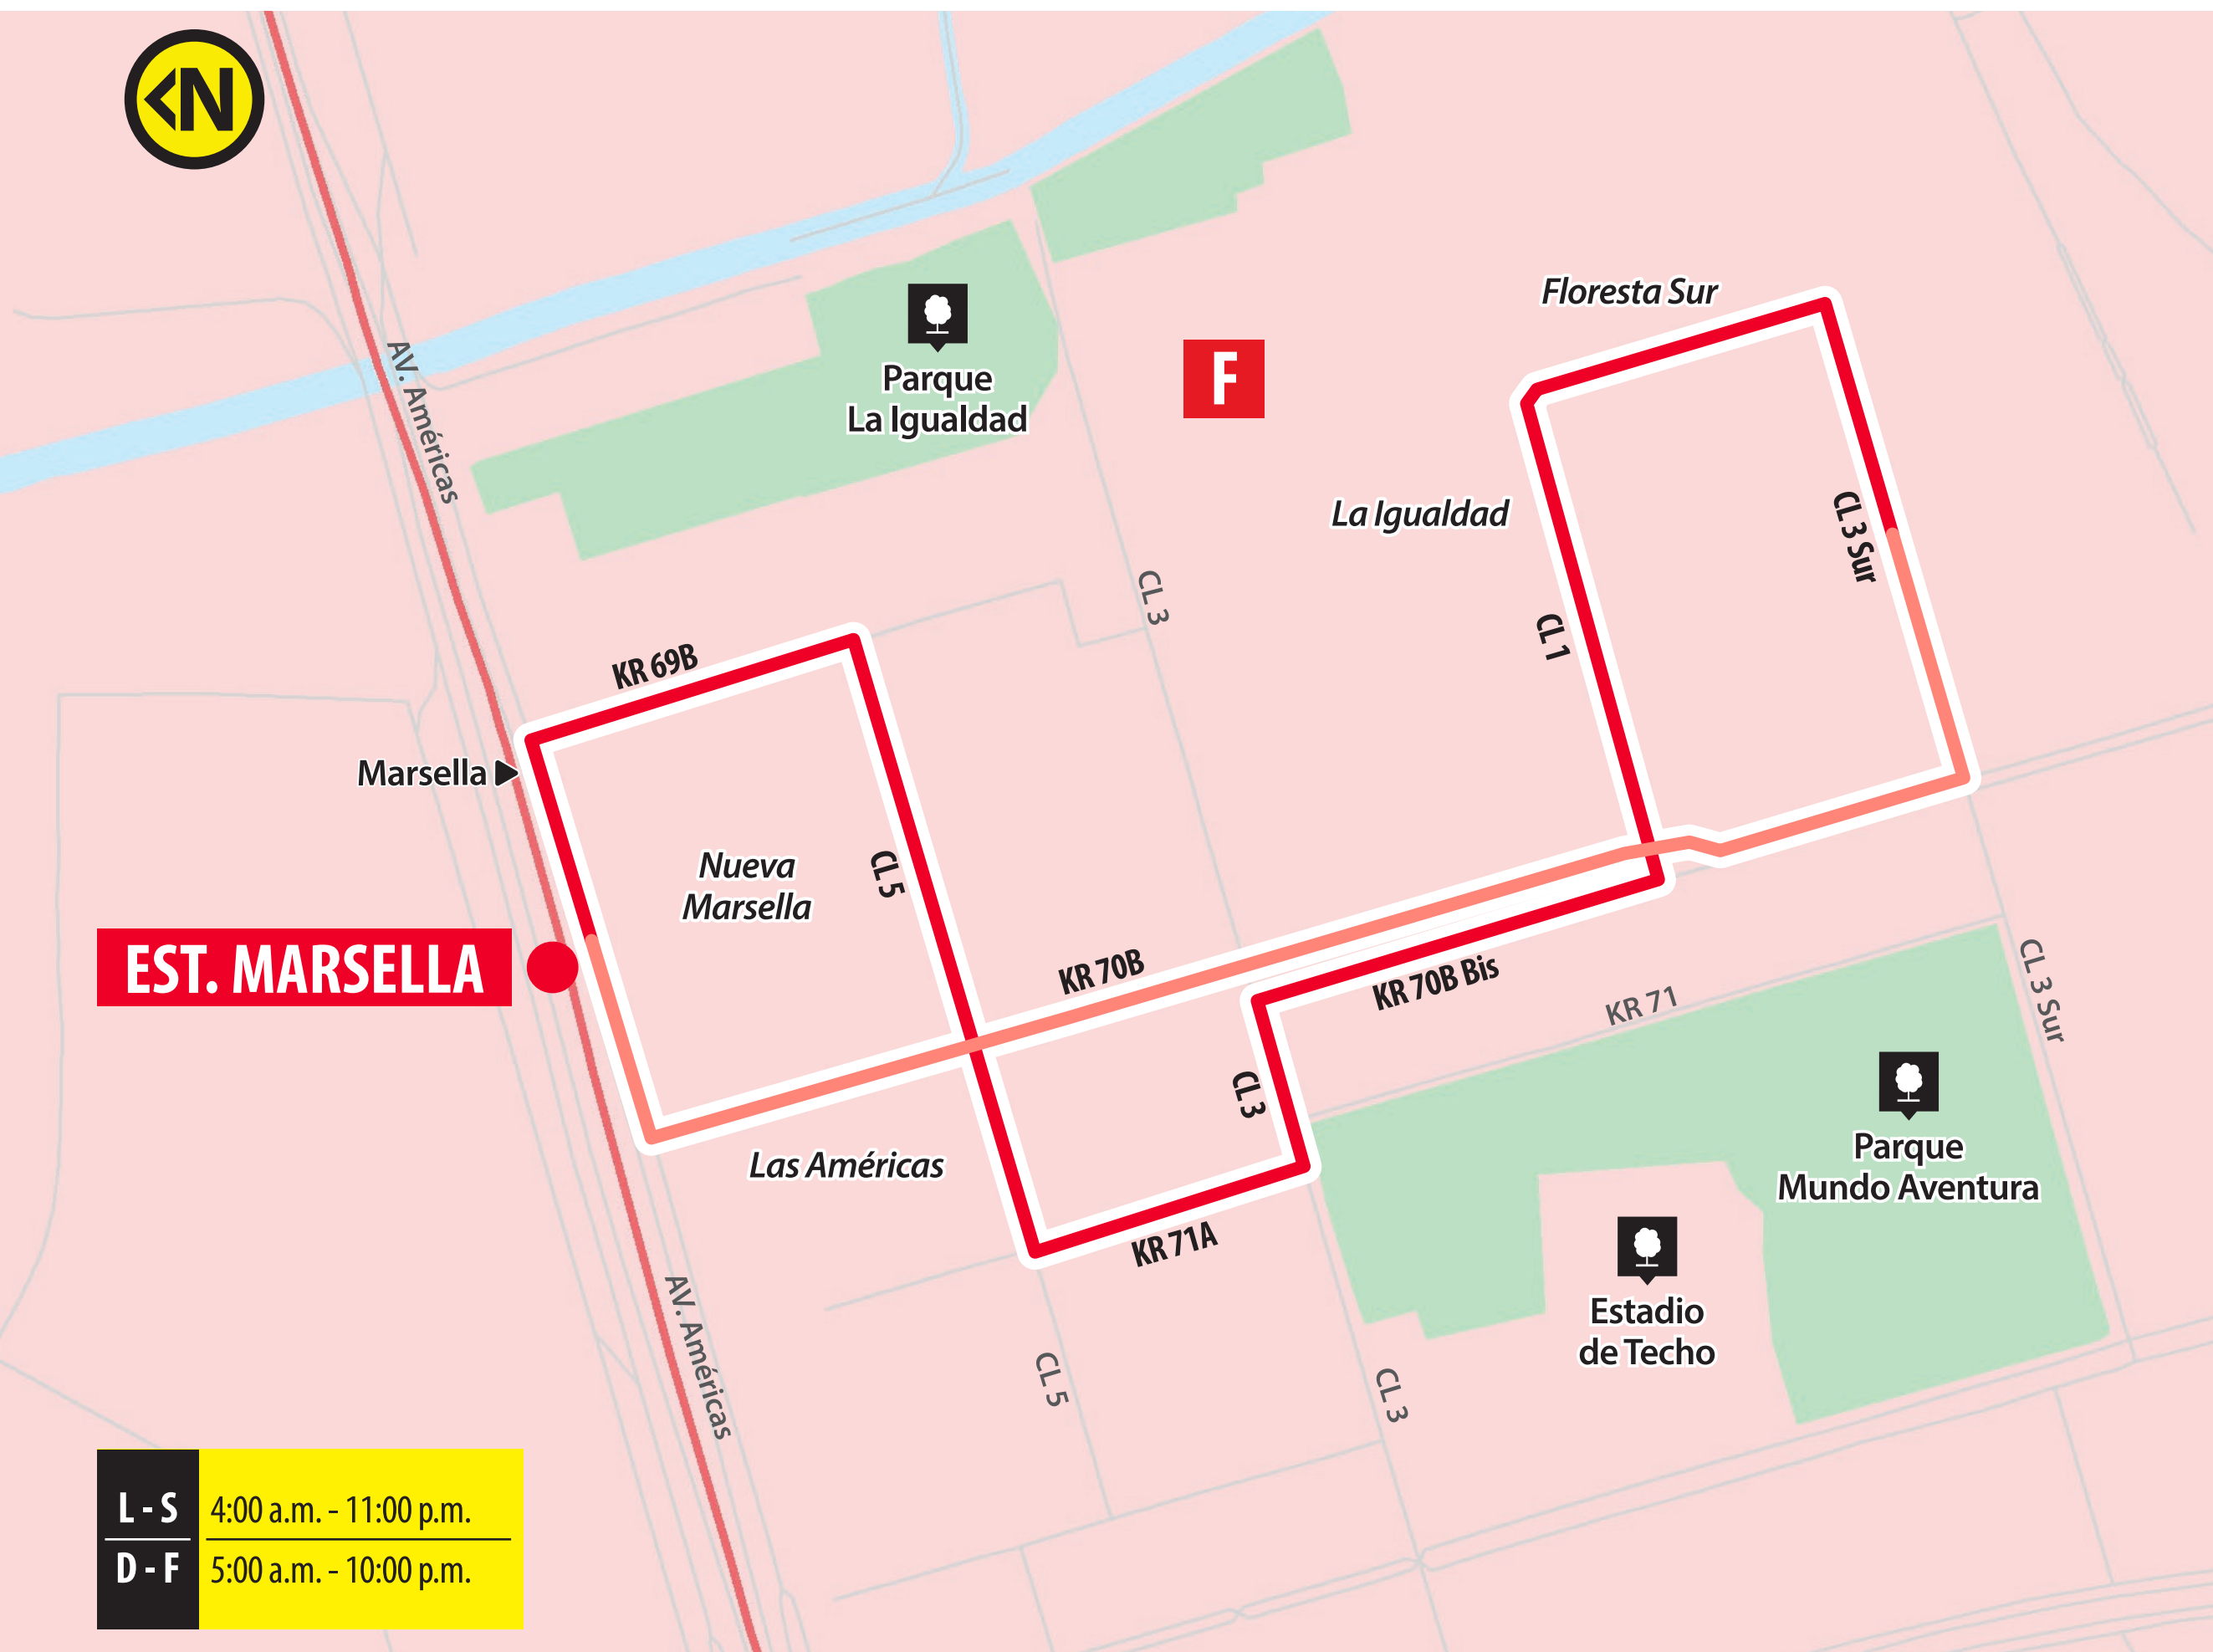 N
AV. Américas
Parque
La Igualdad
F
Floresta Sur
La Igualdad
CL 3 Sur
CL 3
CL 1
KR 69B
Marsella
Nueva
Marsella
CL 5
EST. MARSELLA
KR 70B
KR 70B Bis
KR 71
CL 3 Sur
CL 3
Las Américas
KR 71A
Parque
Mundo Aventura
Estadio
de Techo
AV. Américas
CL 5
CL 3
L - S 4:00 a.m. - 11:00 p.m.
D - F 5:00 a.m. - 10:00 p.m.